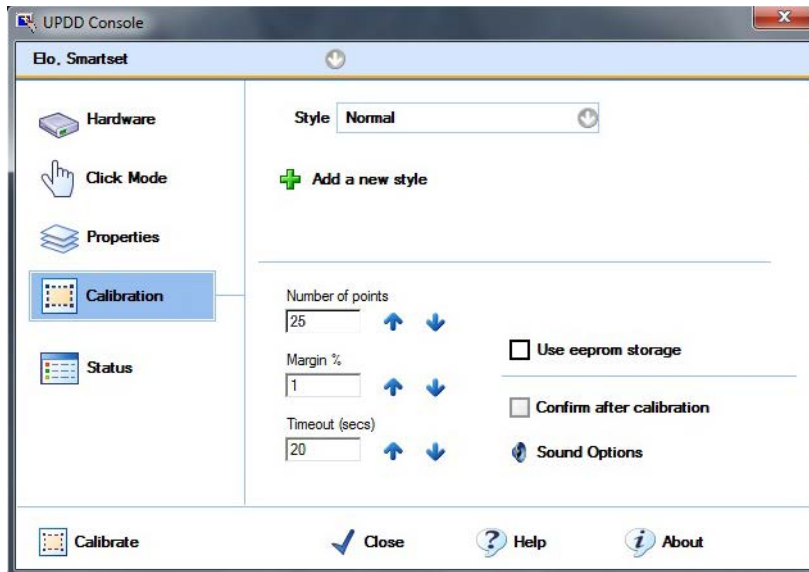 UPDD Console
Elo, Smartset
Hardware
Click Mode
Properties
Calibration
Status
Style Normal
Add a new style
Number of points
25
Margin %
1
Timeout (secs)
20
Use eeprom storage
Confirm after calibration
Sound Options
Calibrate
Close
Help
About